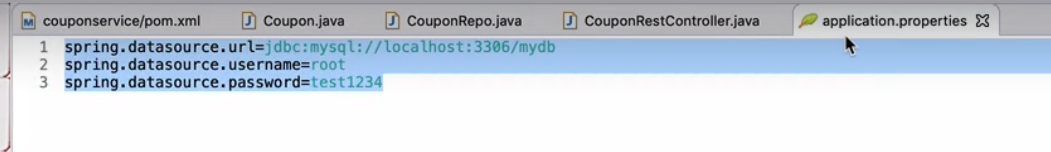 couponservice/pom.xml Coupon.java CouponRepo.java CouponRestController.java application.properties
1 spring.datasource.url=jdbc:mysql://localhost:3306/mydb
2 spring.datasource.username=root
3 spring.datasource.password=test1234